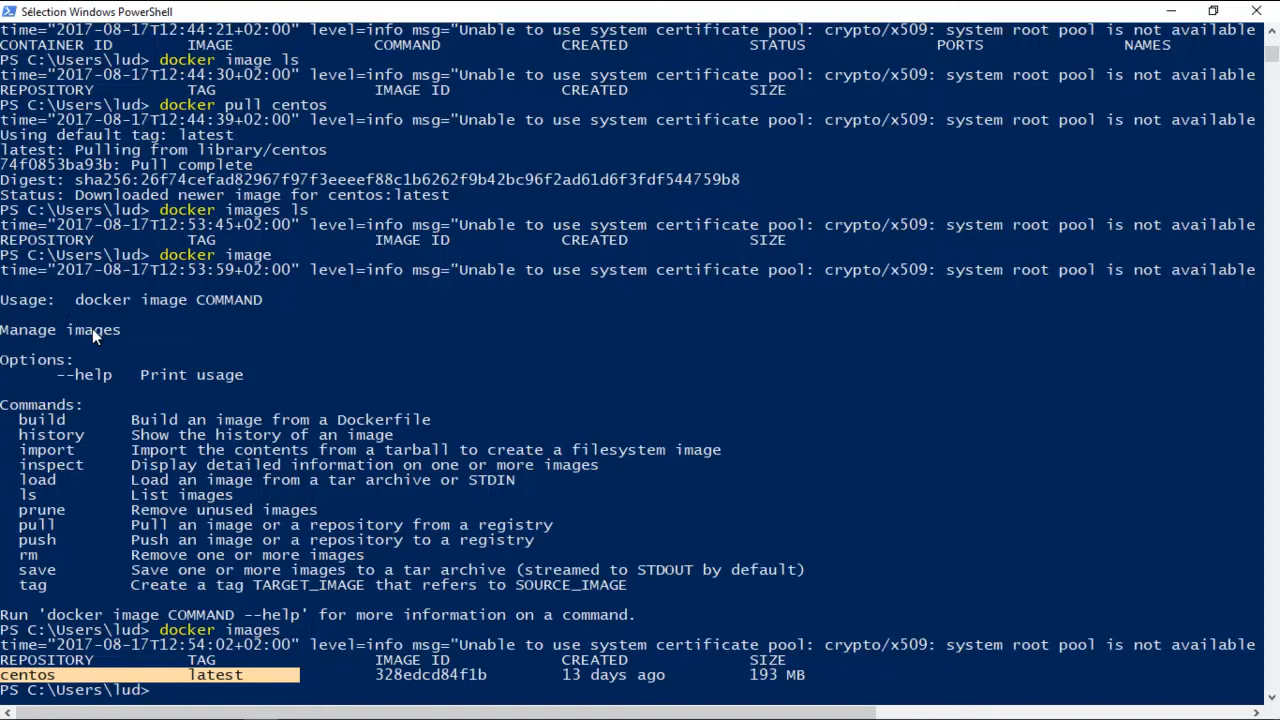 Sélection Windows PowerShell
time="2017-08-17T12:44:21+02:00" level=info msg="Unable to use system certificate pool: crypto/x509: system root pool is not available
CONTAINER ID IMAGE COMMAND CREATED STATUS PORTS NAMES
PS C:\Users\lud> docker image ls
time="2017-08-17T12:44:30+02:00" level=info msg="Unable to use system certificate pool: crypto/x509: system root pool is not available
REPOSITORY TAG IMAGE ID CREATED SIZE
PS C:\Users\lud> docker pull centos
time="2017-08-17T12:44:39+02:00" level=info msg="Unable to use system certificate pool: crypto/x509: system root pool is not available
Using default tag: latest
latest: Pulling from library/centos
74f0853ba93b: Pull complete
Digest: sha256:26f74cefad82967f97f3eeeef88c1b6262f9b42bc96f2ad61d6f3fdf544759b8
Status: Downloaded newer image for centos:latest
PS C:\Users\lud> docker images ls
time="2017-08-17T12:53:45+02:00" level=info msg="Unable to use system certificate pool: crypto/x509: system root pool is not available
REPOSITORY TAG IMAGE ID CREATED SIZE
PS C:\Users\lud> docker image
time="2017-08-17T12:53:59+02:00" level=info msg="Unable to use system certificate pool: crypto/x509: system root pool is not available
Usage: docker image COMMAND
Manage images
Options:
--help Print usage
Commands:
build Build an image from a Dockerfile
history Show the history of an image
import Import the contents from a tarball to create a filesystem image
inspect Display detailed information on one or more images
load Load an image from a tar archive or STDIN
ls List images
prune Remove unused images
pull Pull an image or a repository from a registry
push Push an image or a repository to a registry
rm Remove one or more images
save Save one or more images to a tar archive (streamed to STDOUT by default)
tag Create a tag TARGET_IMAGE that refers to SOURCE_IMAGE
Run 'docker image COMMAND --help' for more information on a command.
PS C:\Users\lud> docker images
time="2017-08-17T12:54:02+02:00" level=info msg="Unable to use system certificate pool: crypto/x509: system root pool is not available
REPOSITORY TAG IMAGE ID CREATED SIZE
centos latest 328edcd84f1b 13 days ago 193 MB
PS C:\Users\lud>